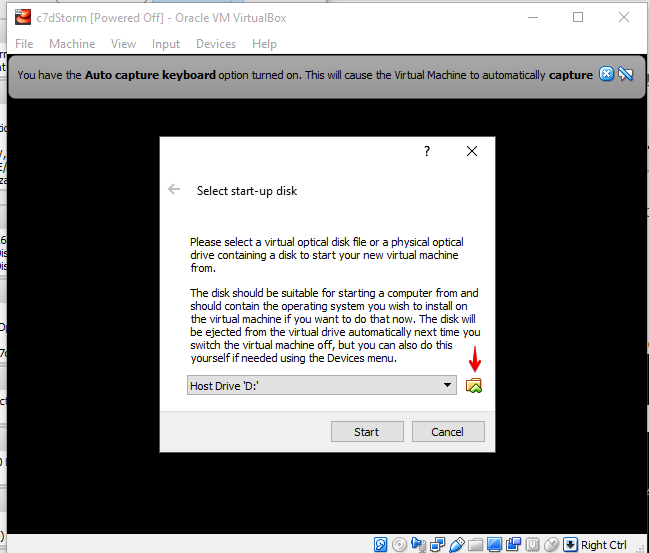 c7dStorm [Powered Off] - Oracle VM VirtualBox
File Machine View Input Devices Help
You have the Auto capture keyboard option turned on. This will cause the Virtual Machine to automatically capture
?
Select start-up disk
Please select a virtual optical disk file or a physical optical
drive containing a disk to start your new virtual machine
from.
The disk should be suitable for starting a computer from and
should contain the operating system you wish to install on
the virtual machine if you want to do that now. The disk will
be ejected from the virtual drive automatically next time you
switch the virtual machine off, but you can also do this
yourself if needed using the Devices menu.
Host Drive 'D:'
Start Cancel
Right Ctrl